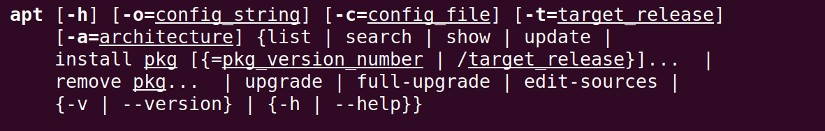 apt [-h] [-o=config_string] [-c=config_file] [-t=target_release]
[-a=architecture] {list | search | show | update |
install pkg [{=pkg_version_number | /target_release}]... |
remove pkg... | upgrade | full-upgrade | edit-sources |
{-v | --version} | {-h | --help}}